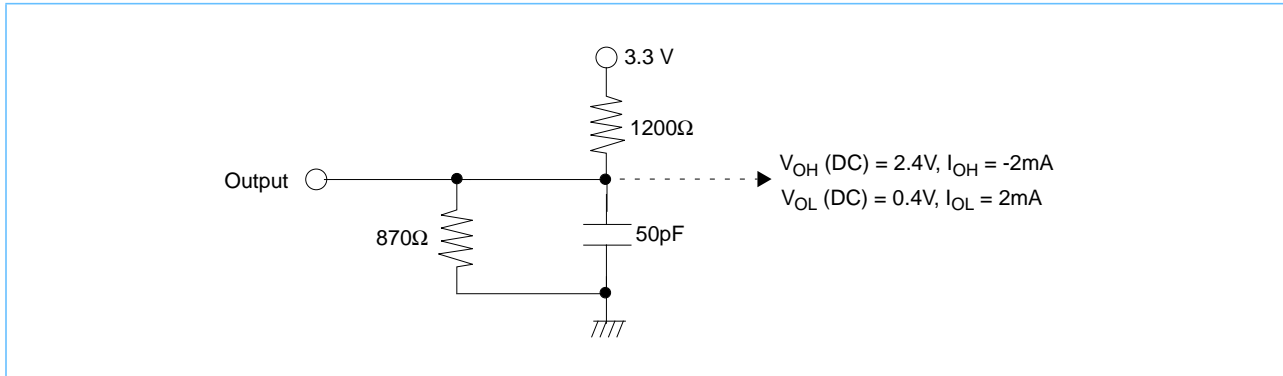 3.3 V
1200Ω
Output
V_OH (DC) = 2.4V, I_OH = -2mA
V_OL (DC) = 0.4V, I_OL = 2mA
870Ω
50pF